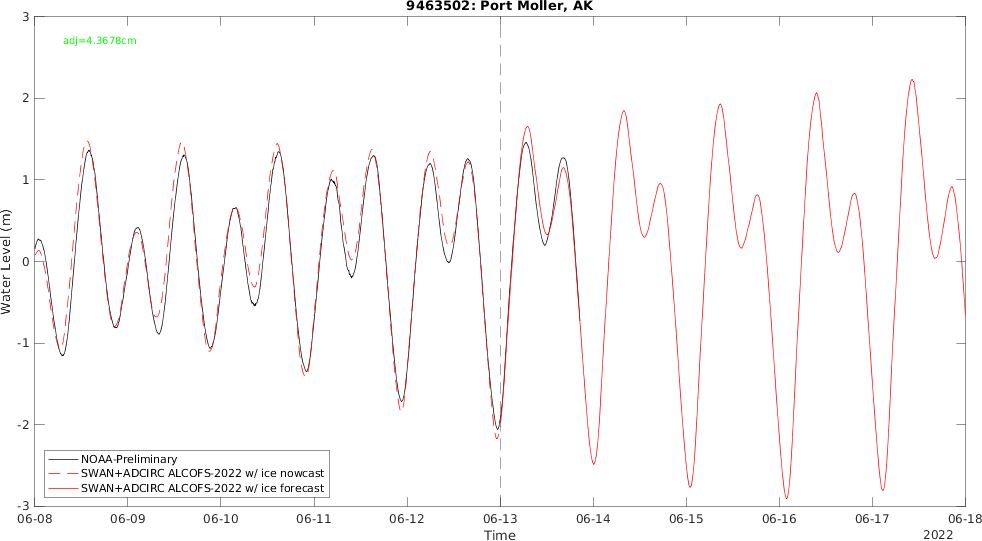 9463502: Port Moller, AK
adj=4.3678cm
3
2
1
0
-1
-2
-3
Water Level (m)
NOAA-Preliminary
SWAN+ADCIRC ALCOFS-2022 w/ ice nowcast
SWAN+ADCIRC ALCOFS-2022 w/ ice forecast
06-08 06-09 06-10 06-11 06-12 06-13 06-14 06-15 06-16 06-17 06-18
Time
2022